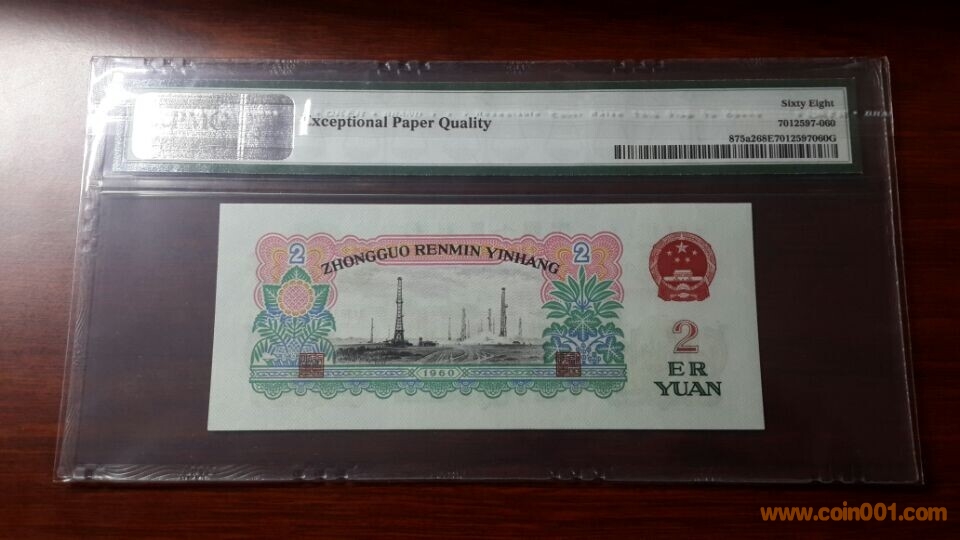 PMG
Exceptional Paper Quality
Sixty Eight
7012597-060
875a268E7012597060G
2
2
ZHONGGUO RENMIN YINHANG
1960
2
ER
YUAN
www.coin001.com